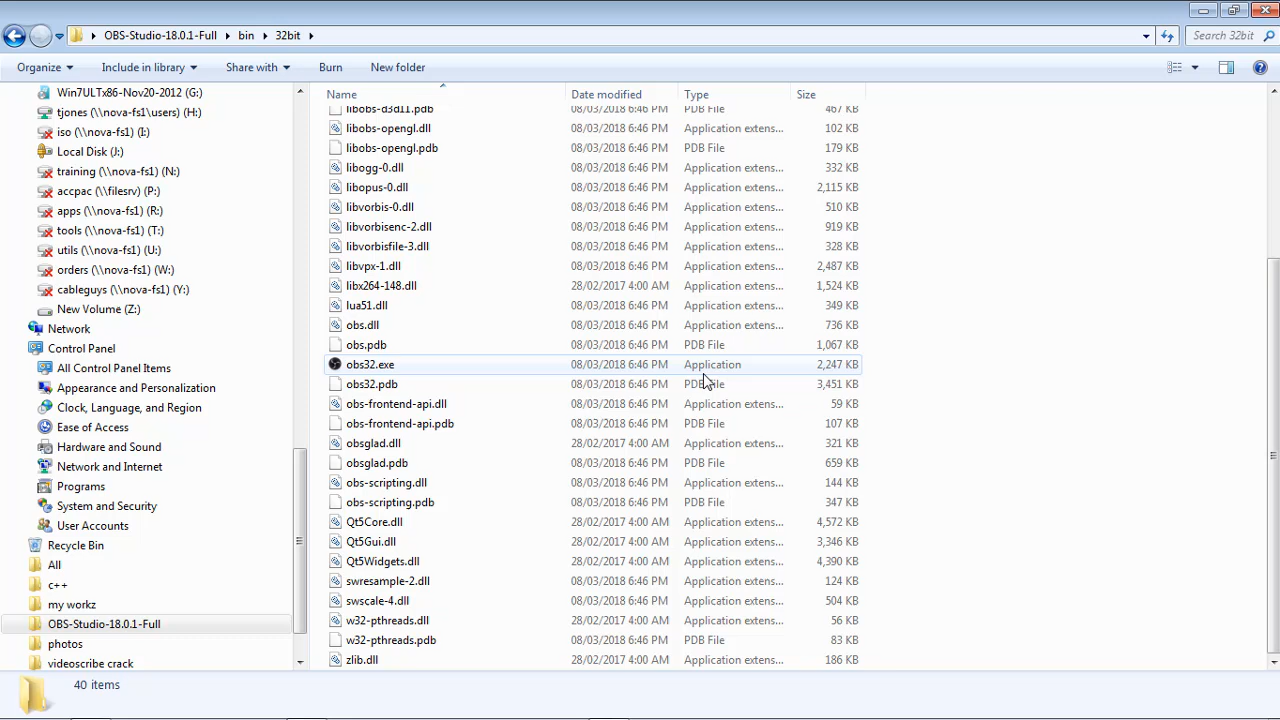 OBS-Studio-18.0.1-Full bin 32bit Search 32bit
Organize Include in library Share with Burn New folder
Win7ULTx86-Nov20-2012 (G:)
tjones (\\nova-fs1\users) (H:)
iso (\\nova-fs1) (I:)
Local Disk (J:)
training (\\nova-fs1) (N:)
accpac (\\filesrv) (P:)
apps (\\nova-fs1) (R:)
tools (\\nova-fs1) (T:)
utils (\\nova-fs1) (U:)
orders (\\nova-fs1) (W:)
cableguys (\\nova-fs1) (Y:)
New Volume (Z:)
Network
Control Panel
All Control Panel Items
Appearance and Personalization
Clock, Language, and Region
Ease of Access
Hardware and Sound
Network and Internet
Programs
System and Security
User Accounts
Recycle Bin
All
c++
my workz
OBS-Studio-18.0.1-Full
photos
videoscribe crack
Name Date modified Type Size
libobs-d3d11.pdb 08/03/2018 6:46 PM PDB File 467 KB
libobs-opengl.dll 08/03/2018 6:46 PM Application extens... 102 KB
libobs-opengl.pdb 08/03/2018 6:46 PM PDB File 179 KB
libogg-0.dll 08/03/2018 6:46 PM Application extens... 332 KB
libopus-0.dll 08/03/2018 6:46 PM Application extens... 2,115 KB
libvorbis-0.dll 08/03/2018 6:46 PM Application extens... 510 KB
libvorbisenc-2.dll 08/03/2018 6:46 PM Application extens... 919 KB
libvorbisfile-3.dll 08/03/2018 6:46 PM Application extens... 328 KB
libvpx-1.dll 08/03/2018 6:46 PM Application extens... 2,487 KB
libx264-148.dll 28/02/2017 4:00 AM Application extens... 1,524 KB
lua51.dll 08/03/2018 6:46 PM Application extens... 349 KB
obs.dll 08/03/2018 6:46 PM Application extens... 736 KB
obs.pdb 08/03/2018 6:46 PM PDB File 1,067 KB
obs32.exe 08/03/2018 6:46 PM Application 2,247 KB
obs32.pdb 08/03/2018 6:46 PM PDB File 3,451 KB
obs-frontend-api.dll 08/03/2018 6:46 PM Application extens... 59 KB
obs-frontend-api.pdb 08/03/2018 6:46 PM PDB File 107 KB
obsglad.dll 28/02/2017 4:00 AM Application extens... 321 KB
obsglad.pdb 08/03/2018 6:46 PM PDB File 659 KB
obs-scripting.dll 08/03/2018 6:46 PM Application extens... 144 KB
obs-scripting.pdb 08/03/2018 6:46 PM PDB File 347 KB
Qt5Core.dll 28/02/2017 4:00 AM Application extens... 4,572 KB
Qt5Gui.dll 28/02/2017 4:00 AM Application extens... 3,346 KB
Qt5Widgets.dll 28/02/2017 4:00 AM Application extens... 4,390 KB
swresample-2.dll 08/03/2018 6:46 PM Application extens... 124 KB
swscale-4.dll 08/03/2018 6:46 PM Application extens... 504 KB
w32-pthreads.dll 08/03/2018 6:46 PM Application extens... 56 KB
w32-pthreads.pdb 08/03/2018 6:46 PM PDB File 83 KB
zlib.dll 28/02/2017 4:00 AM Application extens... 186 KB
40 items